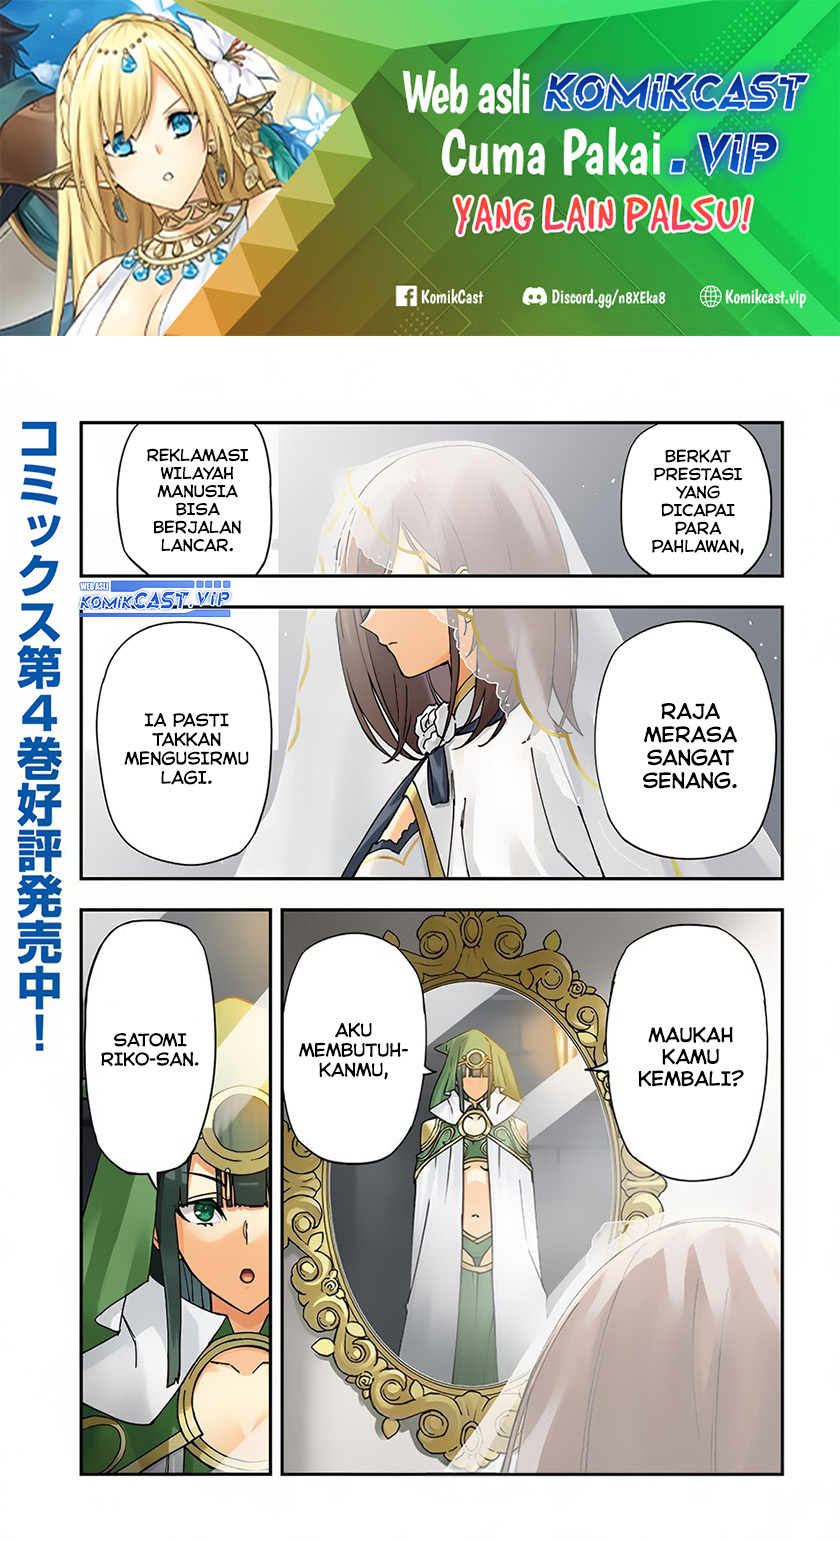 Web asli KOMIKCAST
Cuma Pakai .VIP
YANG LAIN PALSU!
KomikCast
Discord.gg/n8XEka8
Komikcast.vip
コミックス第4巻好評発売中!
BERKAT
PRESTASI
YANG
DICAPAI
PARA
PAHLAWAN,
REKLAMASI
WILAYAH
MANUSIA
BISA
BERJALAN
LANCAR.
WEB ASLI
KOMIKCAST.VIP
RAJA
MERASA
SANGAT
SENANG.
IA PASTI
TAKKAN
MENGUSIRMU
LAGI.
MAUKAH
KAMU
KEMBALI?
AKU
MEMBUTUH-
KANMU,
SATOMI
RIKO-SAN.